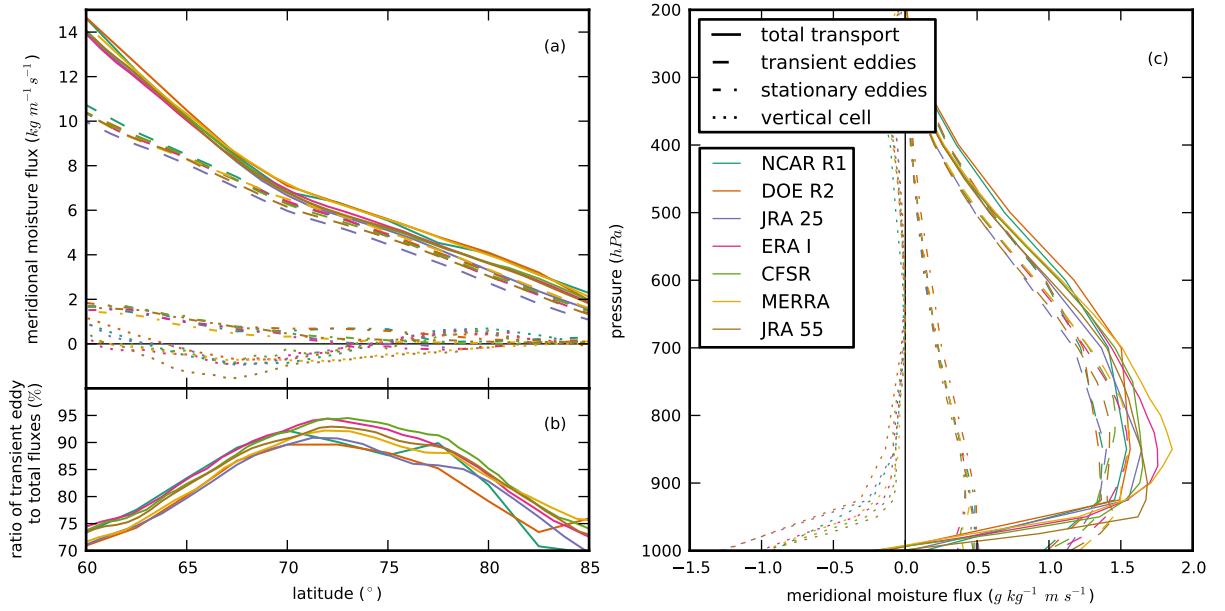 (a)
meridional moisture flux (kg m⁻¹ s⁻¹)
14
12
10
8
6
4
2
0
(b)
ratio of transient eddy
to total fluxes (%)
95
90
85
80
75
70
60 65 70 75 80 85
latitude (°)
(c)
total transport
transient eddies
stationary eddies
vertical cell
NCAR R1
DOE R2
JRA 25
ERA I
CFSR
MERRA
JRA 55
pressure (hPa)
200
300
400
500
600
700
800
900
1000
−1.5 −1.0 −0.5 0.0 0.5 1.0 1.5 2.0
meridional moisture flux (g kg⁻¹ m s⁻¹)